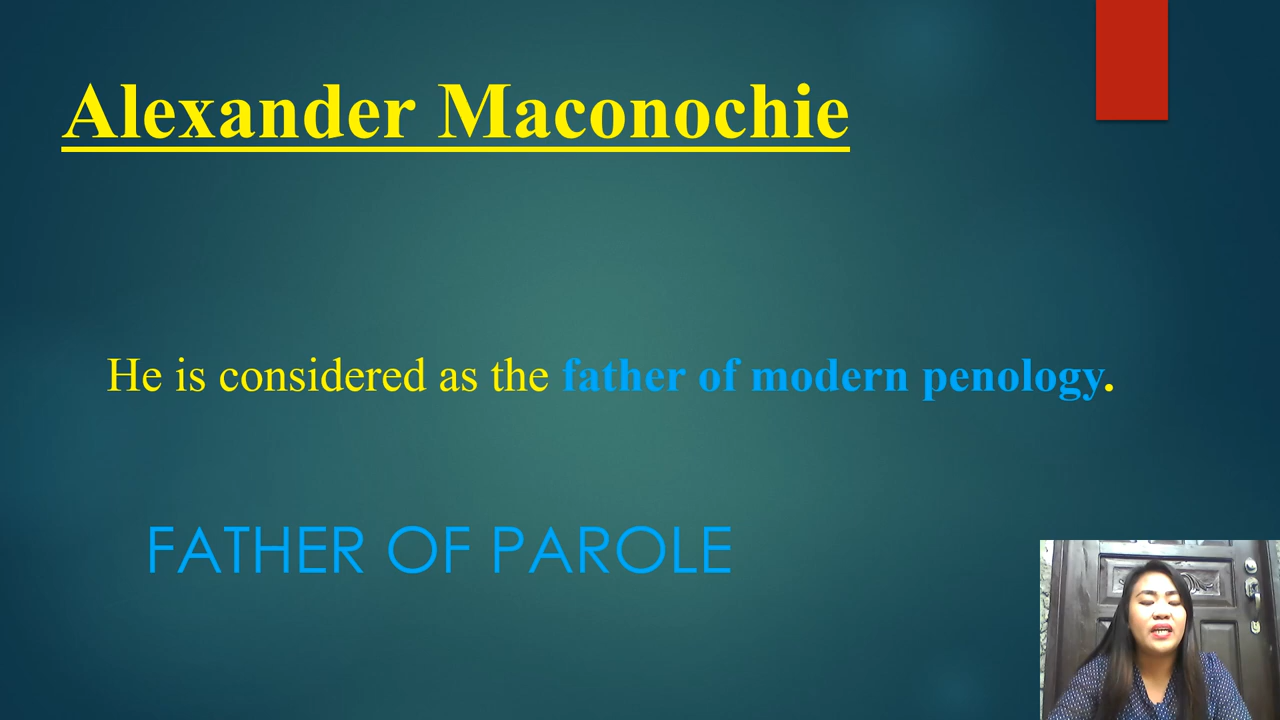 Alexander Maconochie
He is considered as the father of modern penology.
FATHER OF PAROLE